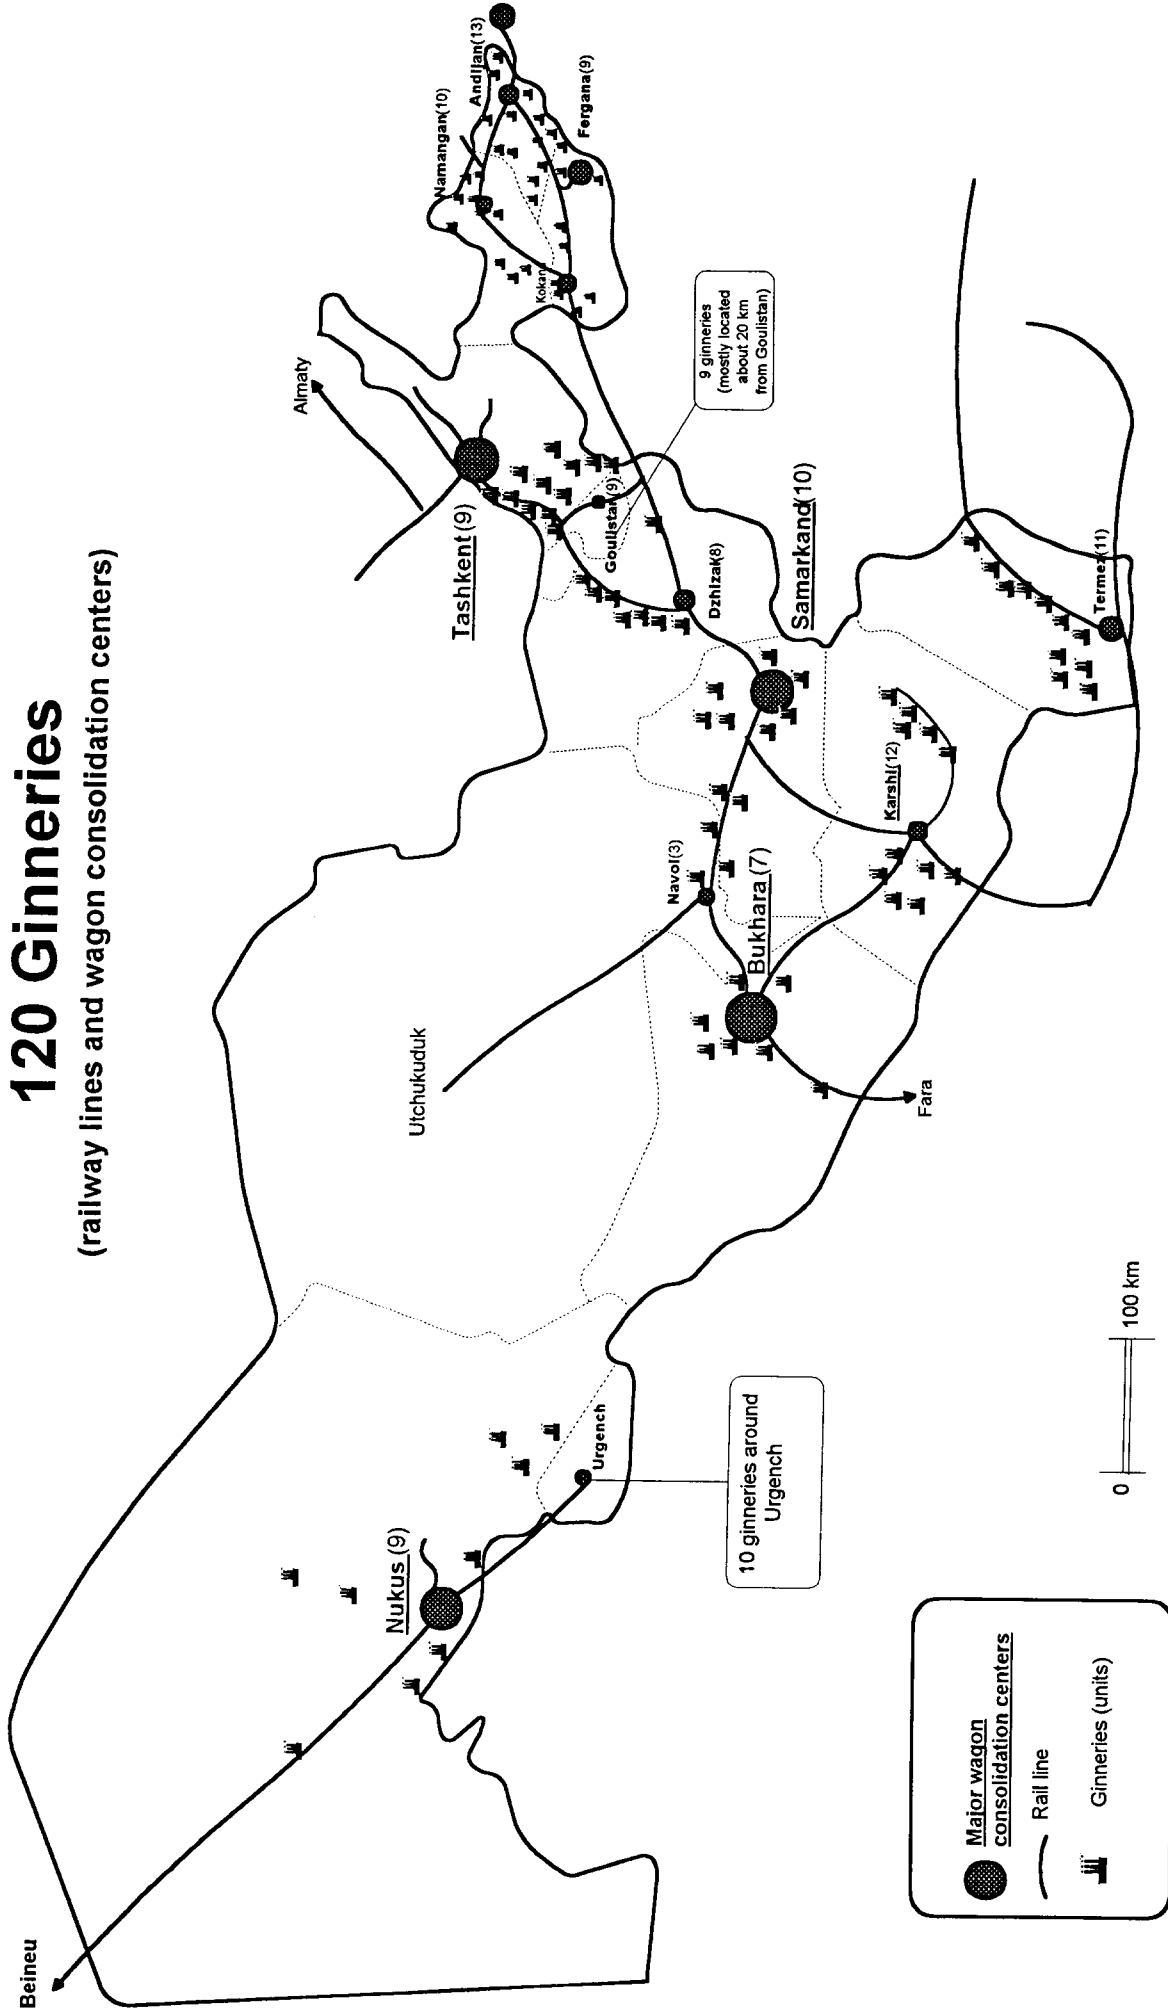 120 Ginneries
(railway lines and wagon consolidation centers)
Beineu
Nukus (9)
Urgench
10 ginneries around
Urgench
Utchukuduk
Navoi(3)
Bukhara (7)
Fara
Karshi(12)
Samarkand(10)
Termez(11)
Dzhizak(8)
Goulistan(9)
9 ginneries
(mostly located
about 20 km
from Goulistan)
Tashkent (9)
Almaty
Kokand
Namangan(10)
Andijan(13)
Fergana(9)
0
100 km
Major wagon
consolidation centers
Rail line
Ginneries (units)